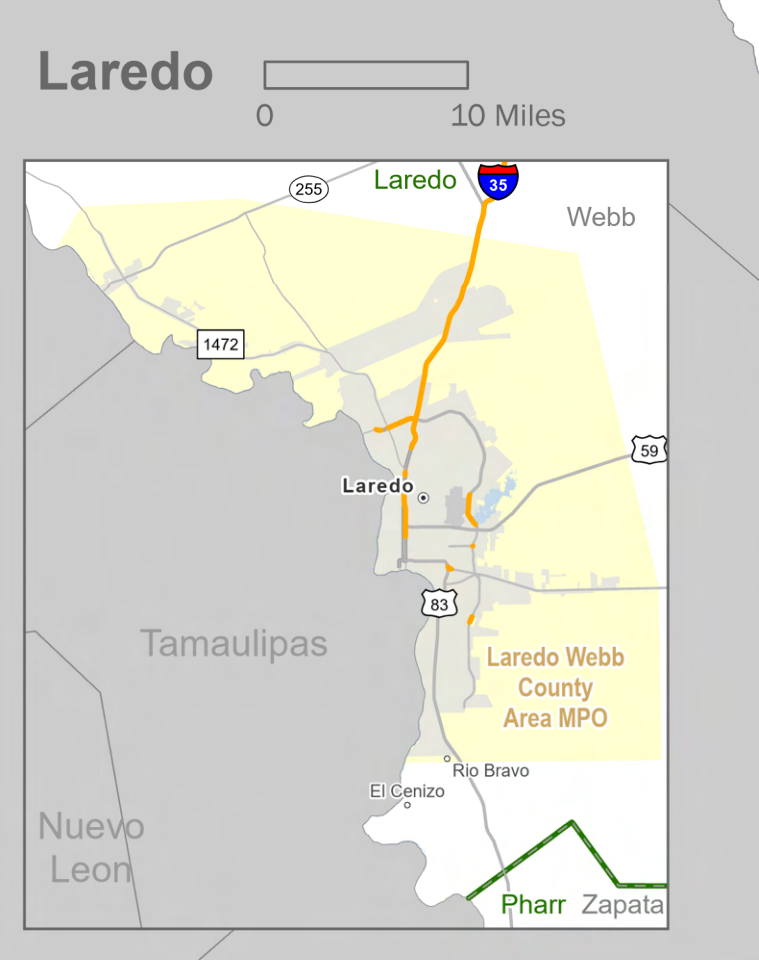 Laredo
0 10 Miles
255
Laredo
35
Webb
1472
59
Laredo
83
Tamaulipas
Laredo Webb
County
Area MPO
Rio Bravo
El Cenizo
Nuevo
Leon
Pharr
Zapata